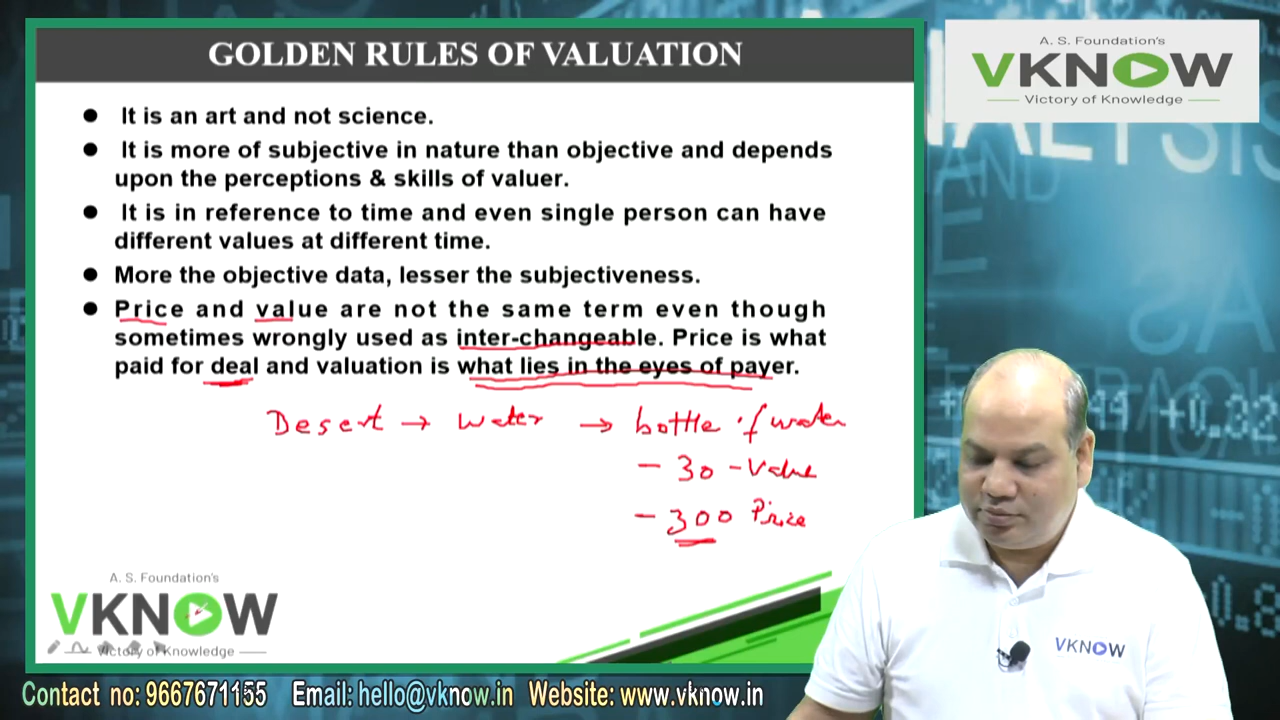 GOLDEN RULES OF VALUATION
● It is an art and not science.
● It is more of subjective in nature than objective and depends
upon the perceptions & skills of valuer.
● It is in reference to time and even single person can have
different values at different time.
● More the objective data, lesser the subjectiveness.
● Price and value are not the same term even though
sometimes wrongly used as inter-changeable. Price is what
paid for deal and valuation is what lies in the eyes of payer.
Desert → water → bottle of water
- 30 - Value
- 300 Price
A. S. Foundation's
VKNOW
Victory of Knowledge
A. S. Foundation's
VKNOW
Victory of Knowledge
VKNOW
Contact no: 9667671155 Email: hello@vknow.in Website: www.vknow.in